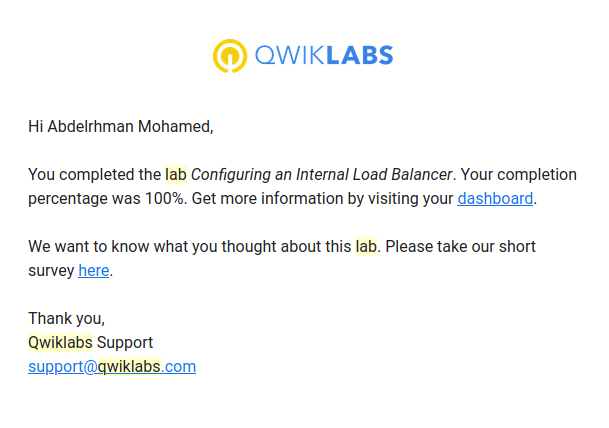 QWIKLABS
Hi Abdelrhman Mohamed,
You completed the lab Configuring an Internal Load Balancer. Your completion
percentage was 100%. Get more information by visiting your dashboard.
We want to know what you thought about this lab. Please take our short
survey here.
Thank you,
Qwiklabs Support
support@qwiklabs.com